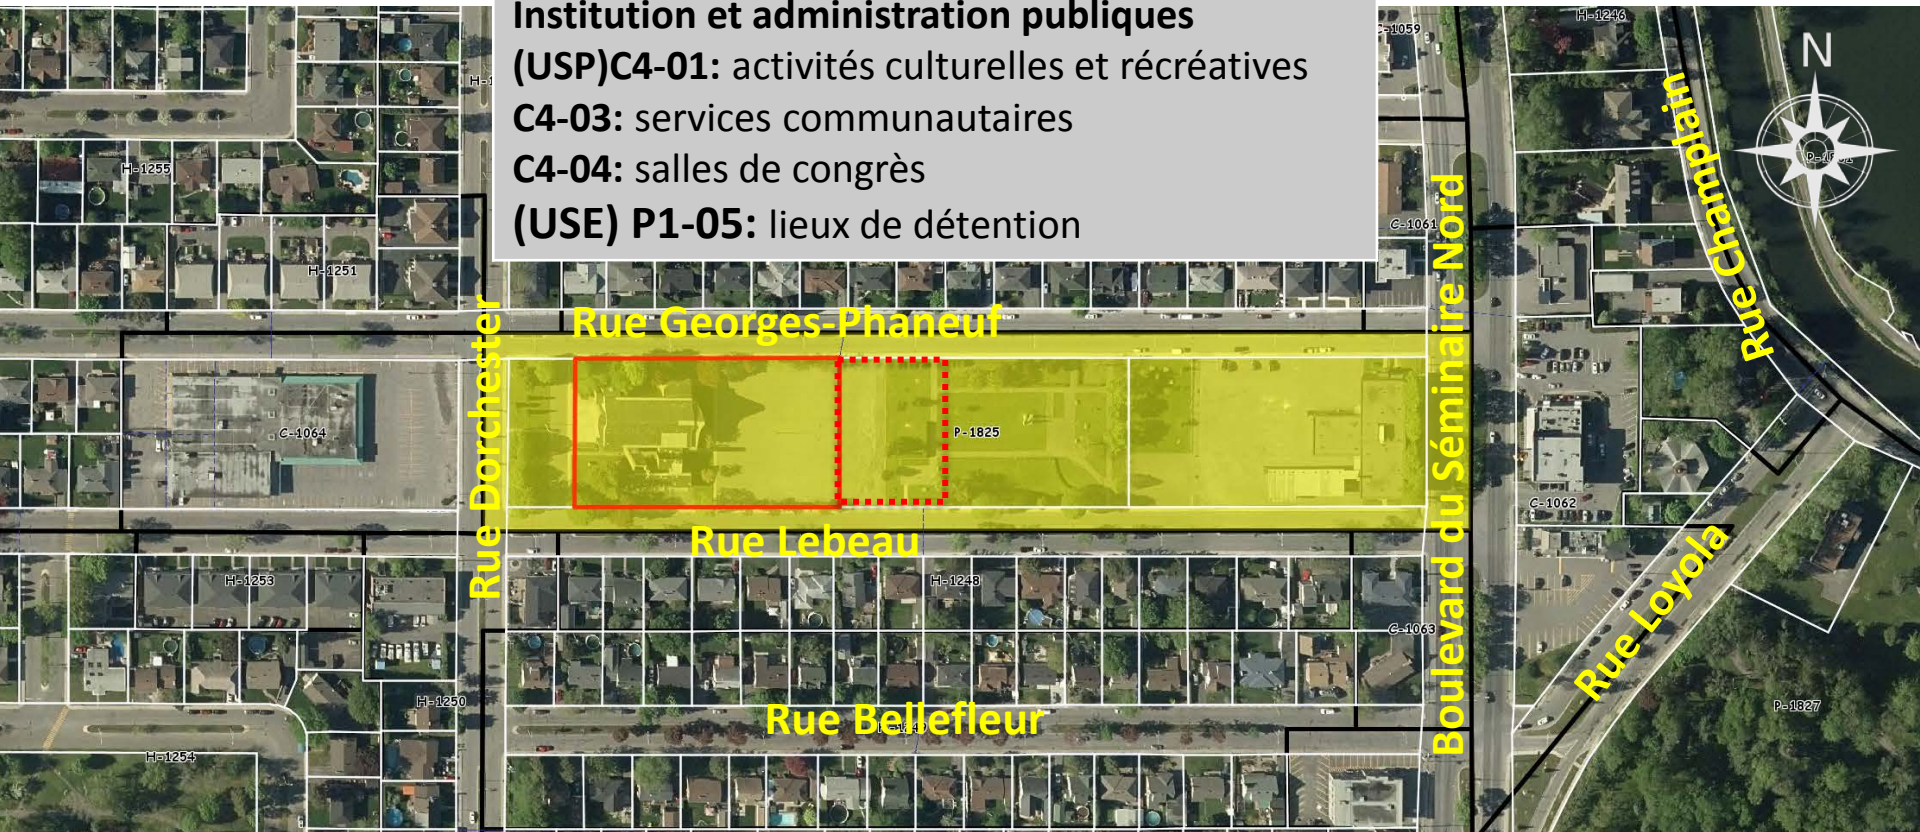 Institution et administration publiques
(USP)C4-01: activités culturelles et récréatives
C4-03: services communautaires
C4-04: salles de congrès
(USE) P1-05: lieux de détention
N
C-1059
H-1246
H-1255
C-1061
H-1251
Rue Champlain
Rue Georges-Phaneuf
Rue Dorchester
Boulevard du Séminaire Nord
C-1064
P-1825
C-1062
Rue Lebeau
Rue Loyola
H-1253
H-1248
C-1063
H-1250
Rue Bellefleur
P-1827
H-1254